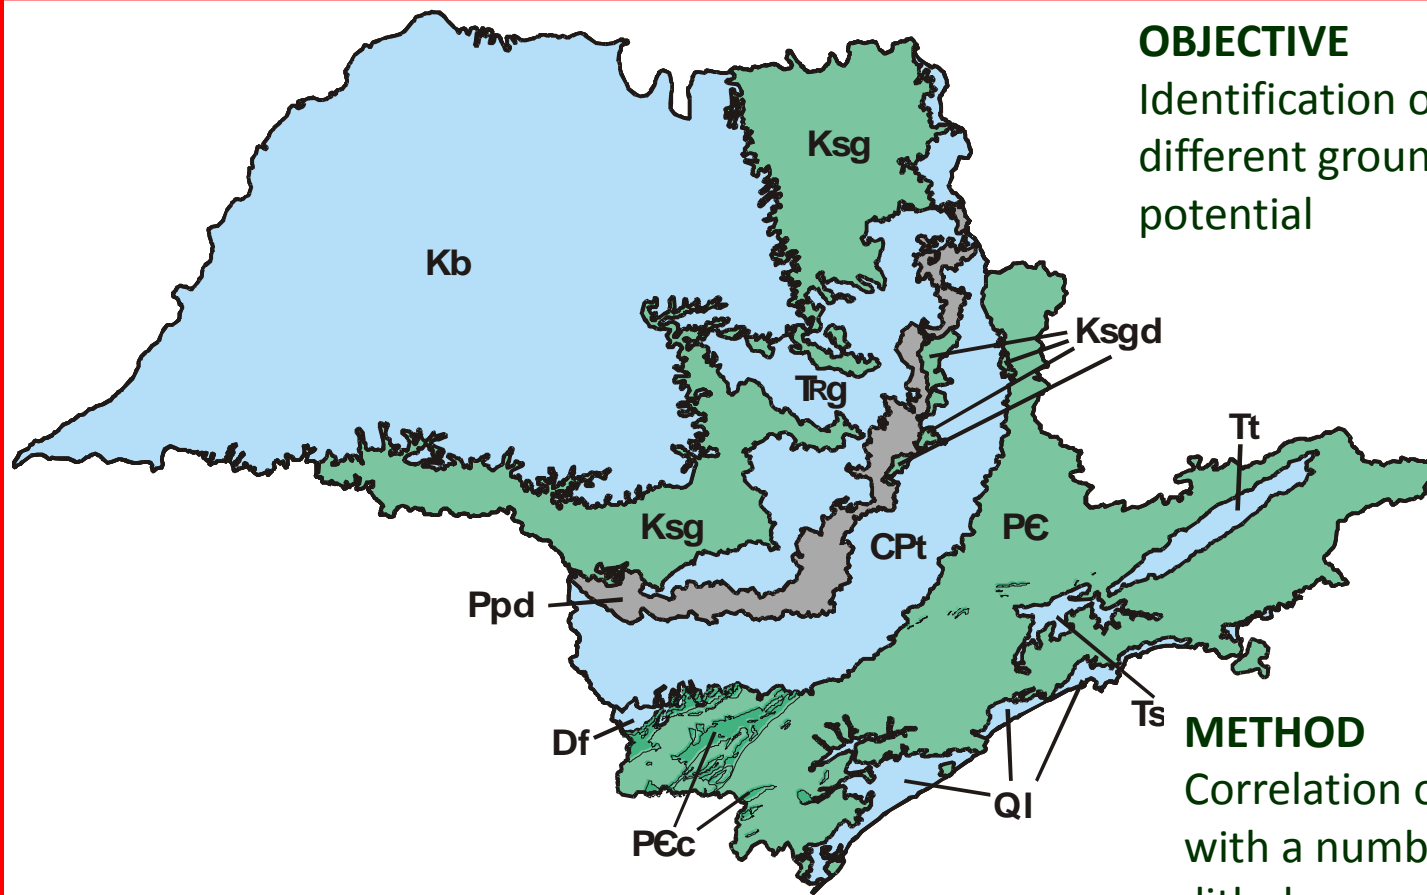 OBJECTIVE
Identification o
different groun
potential
Ksg
Kb
Ksgd
TRg
Tt
Ksg
CPt
PЄ
Ppd
Ts
Df
METHOD
Correlation o
QI
PЄc
with a numb